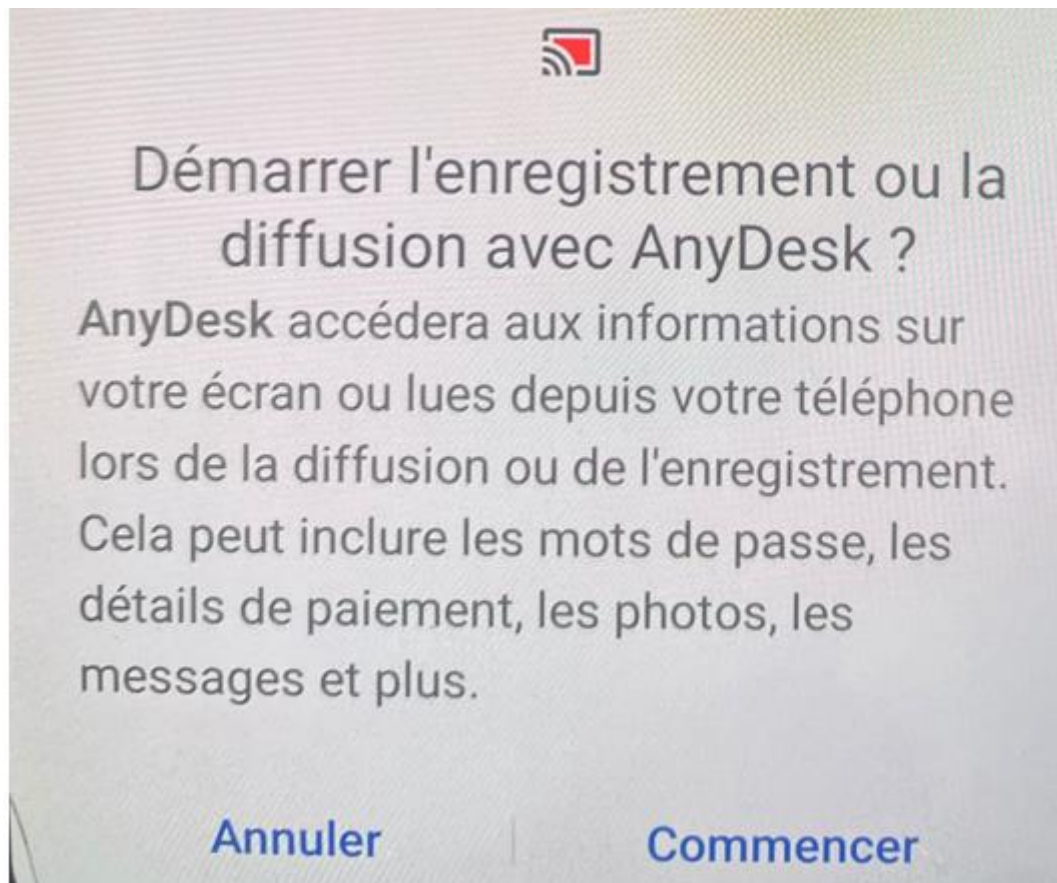 Démarrer l'enregistrement ou la
diffusion avec AnyDesk ?
AnyDesk accédera aux informations sur
votre écran ou lues depuis votre téléphone
lors de la diffusion ou de l'enregistrement.
Cela peut inclure les mots de passe, les
détails de paiement, les photos, les
messages et plus.
Annuler
Commencer